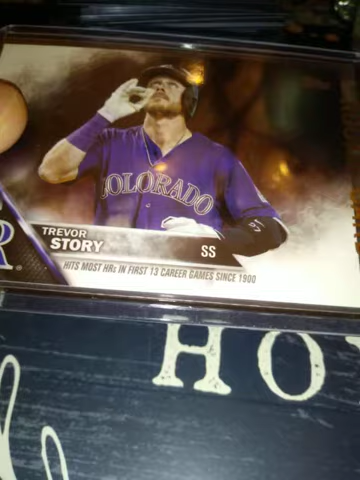 COLORADO
TREVOR
STORY
SS
HITS MOST HRs IN FIRST 13 CAREER GAMES SINCE 1900
R
HO